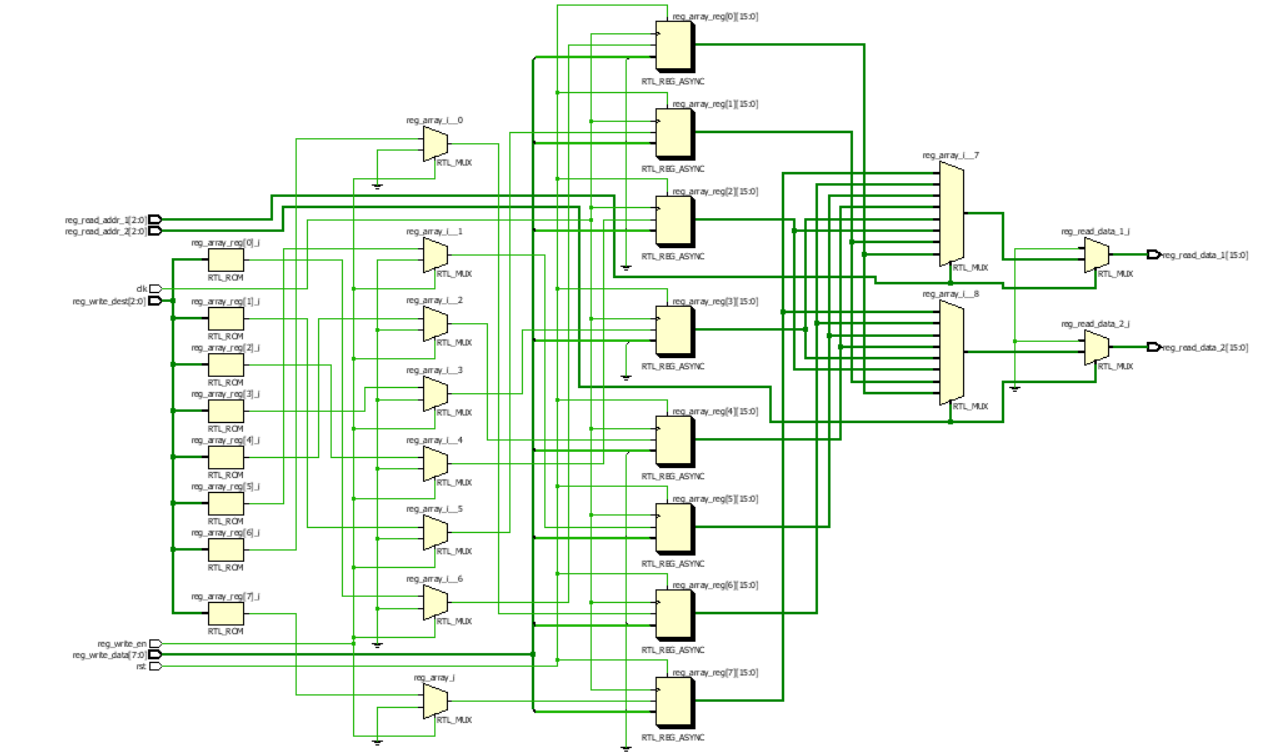 reg_array_reg[0][15:0]
RTL_REG_ASYNC
reg_array_reg[1][15:0]
reg_array_i__0
RTL_MUX
RTL_REG_ASYNC
reg_array_i__7
reg_array_reg[2][15:0]
reg_read_addr_1[2:0]
reg_read_addr_2[2:0]
reg_array_i__1
reg_read_data_1_i
reg_array_reg[0]_i
RTL_REG_ASYNC
reg_read_data_1[15:0]
RTL_MUX
RTL_MUX
RTL_MUX
RTL_ROM
clk
reg_array_i__8
reg_write_dest[2:0]
reg_array_reg[1]_i
reg_array_i__2
reg_array_reg[3][15:0]
reg_read_data_2_i
RTL_ROM
RTL_MUX
reg_array_reg[2]_i
reg_read_data_2[15:0]
RTL_REG_ASYNC
RTL_MUX
reg_array_i__3
RTL_ROM
reg_array_reg[3]_i
RTL_MUX
RTL_MUX
reg_array_reg[4][15:0]
RTL_ROM
reg_array_i__4
reg_array_reg[4]_i
RTL_ROM
RTL_REG_ASYNC
RTL_MUX
reg_array_reg[5]_i
reg_array_reg[5][15:0]
reg_array_i__5
RTL_ROM
reg_array_reg[6]_i
RTL_MUX
RTL_REG_ASYNC
RTL_ROM
reg_array_i__6
reg_array_reg[6][15:0]
reg_array_reg[7]_i
RTL_MUX
RTL_ROM
reg_write_en
RTL_REG_ASYNC
reg_write_data[7:0]
rst
reg_array_reg[7][15:0]
reg_array_i
RTL_MUX
RTL_REG_ASYNC